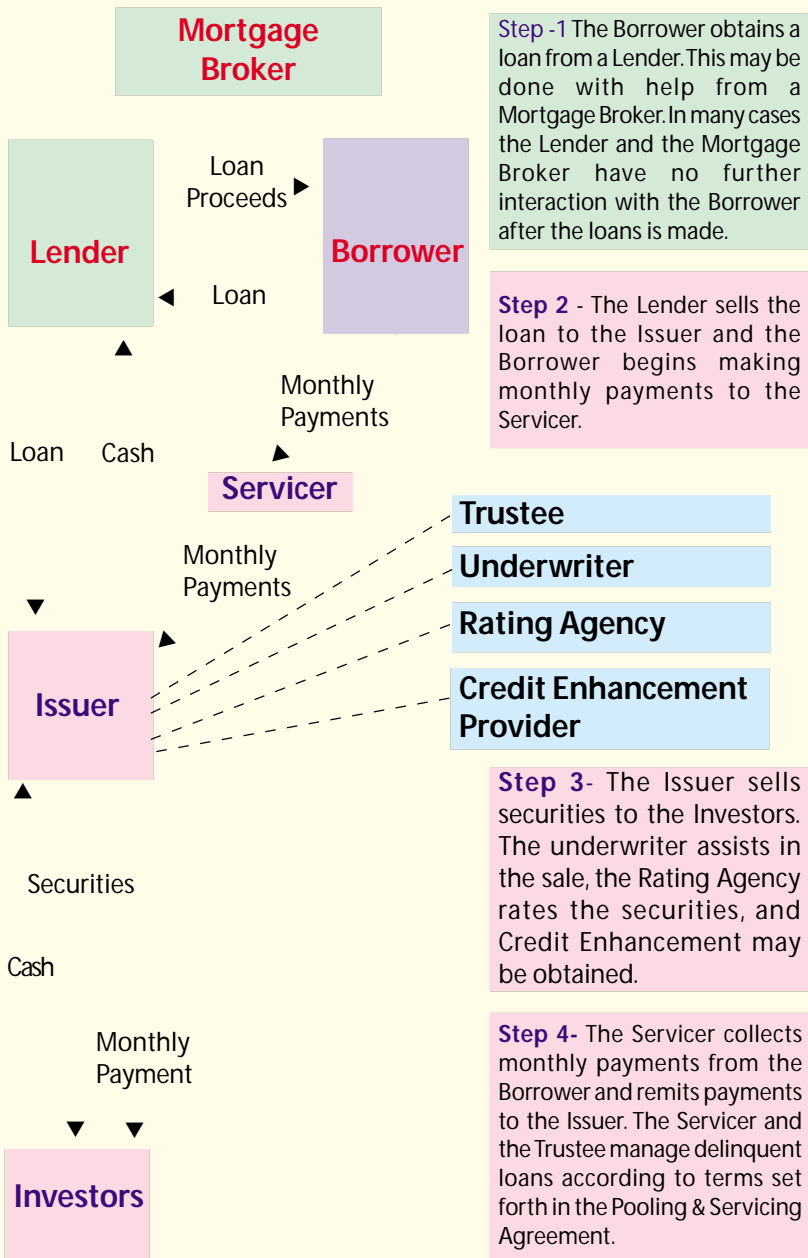 Mortgage
Broker
Step -1 The Borrower obtains a
loan from a Lender. This may be
done with help from a
Mortgage Broker. In many cases
the Lender and the Mortgage
Broker have no further
interaction with the Borrower
after the loans is made.
Loan
Proceeds
Lender
Borrower
Loan
Step 2 - The Lender sells the
loan to the Issuer and the
Borrower begins making
monthly payments to the
Servicer.
Monthly
Payments
Loan Cash
Servicer
Trustee
Monthly
Payments
Underwriter
Rating Agency
Issuer
Credit Enhancement
Provider
Step 3- The Issuer sells
securities to the Investors.
The underwriter assists in
the sale, the Rating Agency
rates the securities, and
Credit Enhancement may
be obtained.
Securities
Cash
Monthly
Payment
Step 4- The Servicer collects
monthly payments from the
Borrower and remits payments
to the Issuer. The Servicer and
the Trustee manage delinquent
loans according to terms set
forth in the Pooling & Servicing
Agreement.
Investors